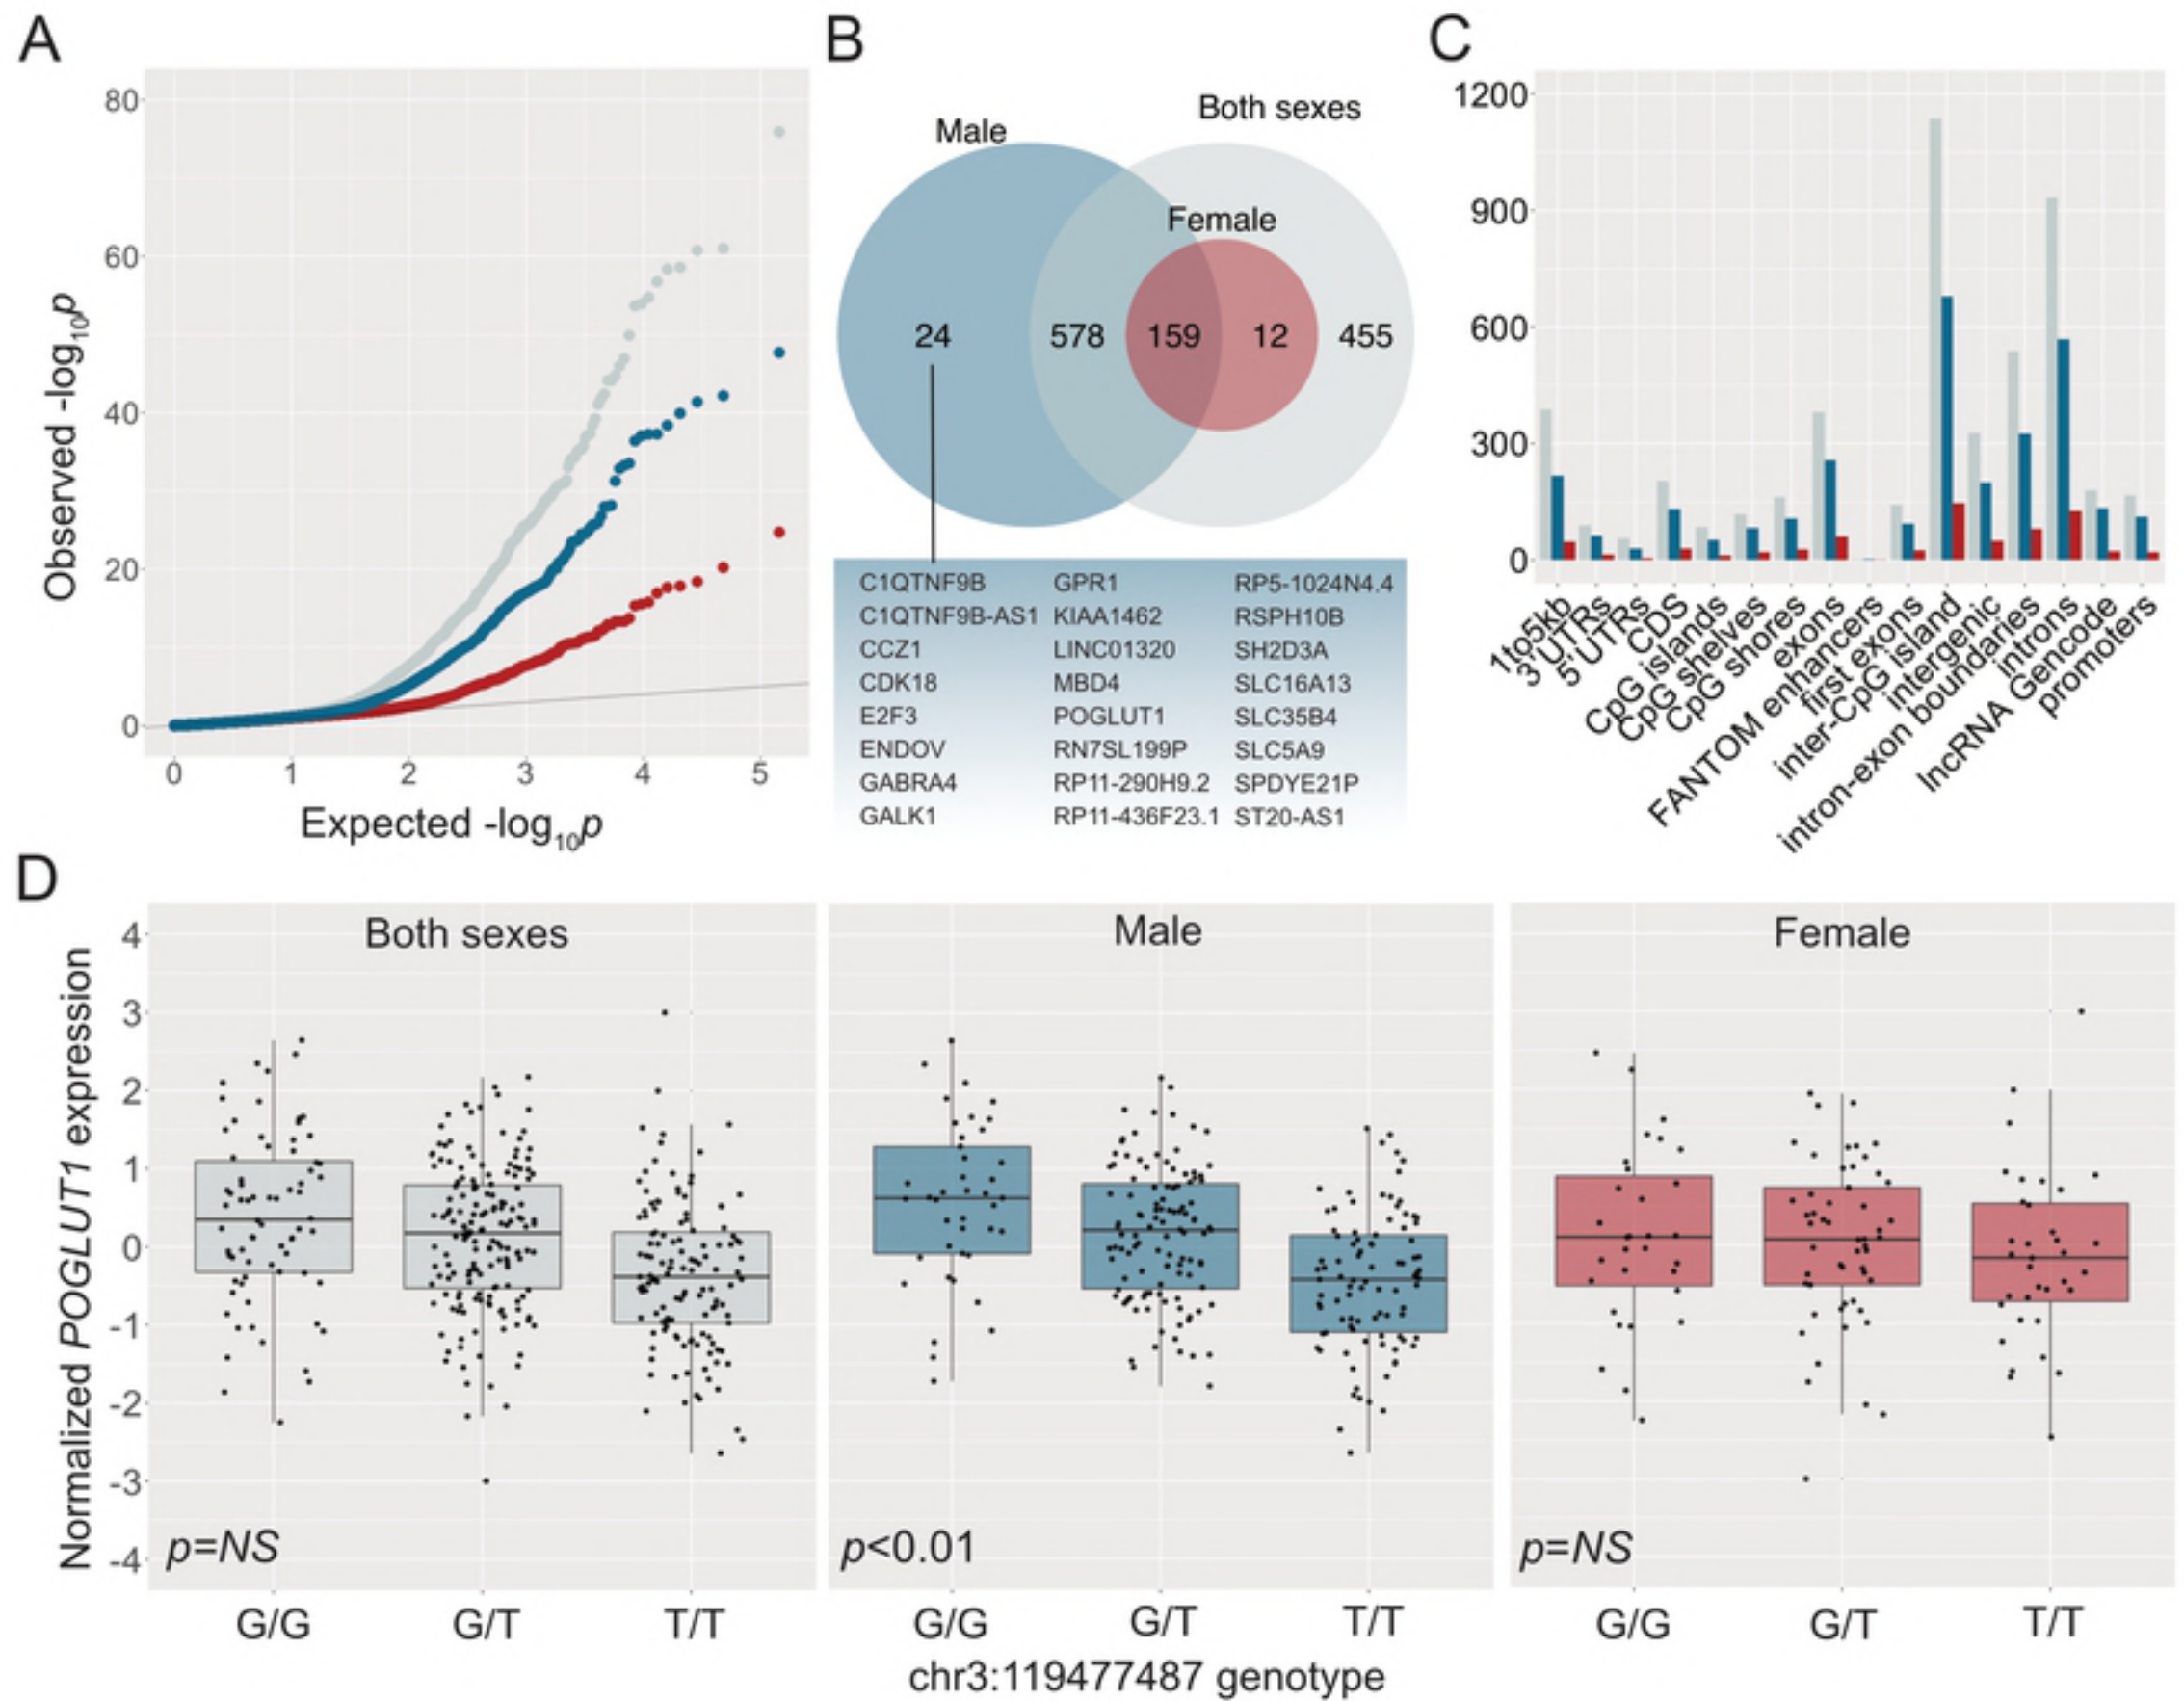 A
80
60
40
20
0
Observed -log10p
0 1 2 3 4 5
Expected -log10p
B
Male
Both sexes
Female
24 578 159 12 455
C1QTNF9B GPR1 RP5-1024N4.4
C1QTNF9B-AS1 KIAA1462 RSPH10B
CCZ1 LINC01320 SH2D3A
CDK18 MBD4 SLC16A13
E2F3 POGLUT1 SLC35B4
ENDOV RN7SL199P SLC5A9
GABRA4 RP11-290H9.2 SPDYE21P
GALK1 RP11-436F23.1 ST20-AS1
C
1200
900
600
300
0
1to5kb
3'UTRs
5'UTRs
CDS
CpG islands
CpG shelves
CpG shores
exons
FANTOM enhancers
first exons
inter-CpG island
intergenic
intron-exon boundaries
introns
lncRNA Gencode
promoters
D
Normalized POGLUT1 expression
4
3
2
1
0
-1
-2
-3
-4
Both sexes
p=NS
G/G G/T T/T
Male
p<0.01
G/G G/T T/T
Female
p=NS
G/G G/T T/T
chr3:119477487 genotype